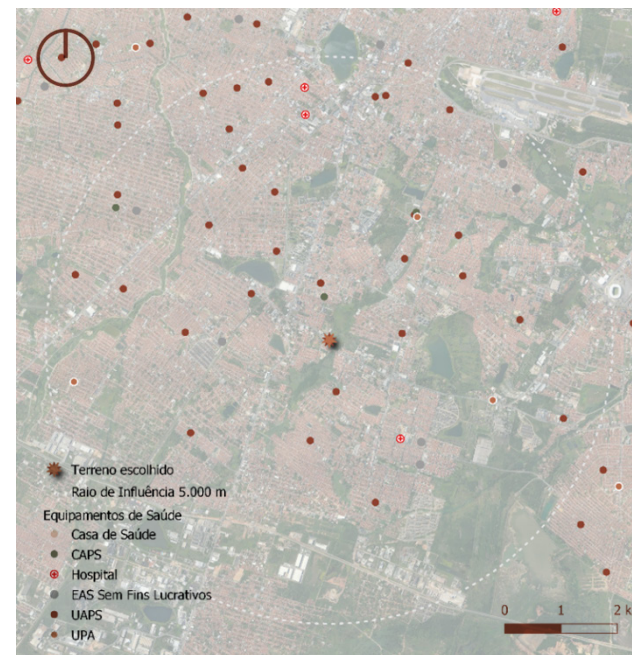 Terreno escolhido
Raio de Influência 5.000 m
Equipamentos de Saúde
Casa de Saúde
CAPS
Hospital
EAS Sem Fins Lucrativos
UAPS
UPA
0 1 2 k